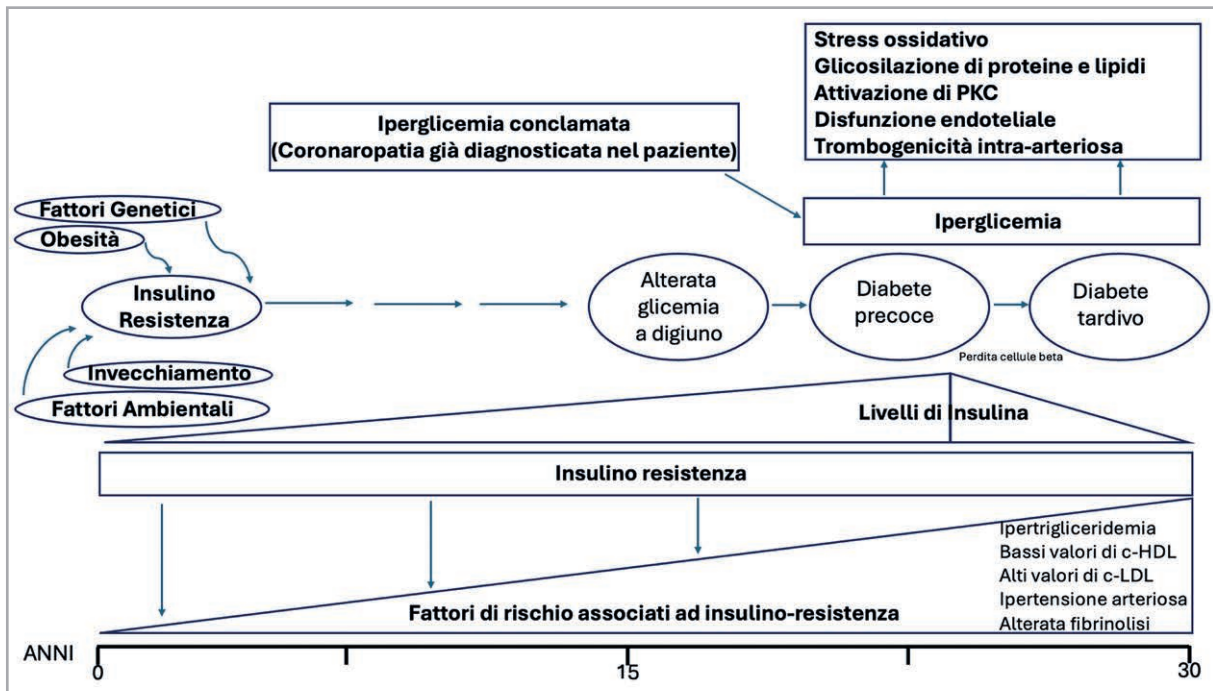 Stress ossidativo
Glicosilazione di proteine e lipidi
Attivazione di PKC
Disfunzione endoteliale
Trombogenicità intra-arteriosa
Iperglicemia conclamata
(Coronaropatia già diagnosticata nel paziente)
Iperglicemia
Fattori Genetici
Obesità
Insulino
Resistenza
Invecchiamento
Fattori Ambientali
Alterata
glicemia
a digiuno
Diabete
precoce
Diabete
tardivo
Perdita cellule beta
Livelli di Insulina
Insulino resistenza
Ipertrigliceridemia
Bassi valori di c-HDL
Alti valori di c-LDL
Ipertensione arteriosa
Alterata fibrinolisi
Fattori di rischio associati ad insulino-resistenza
ANNI
0
15
30